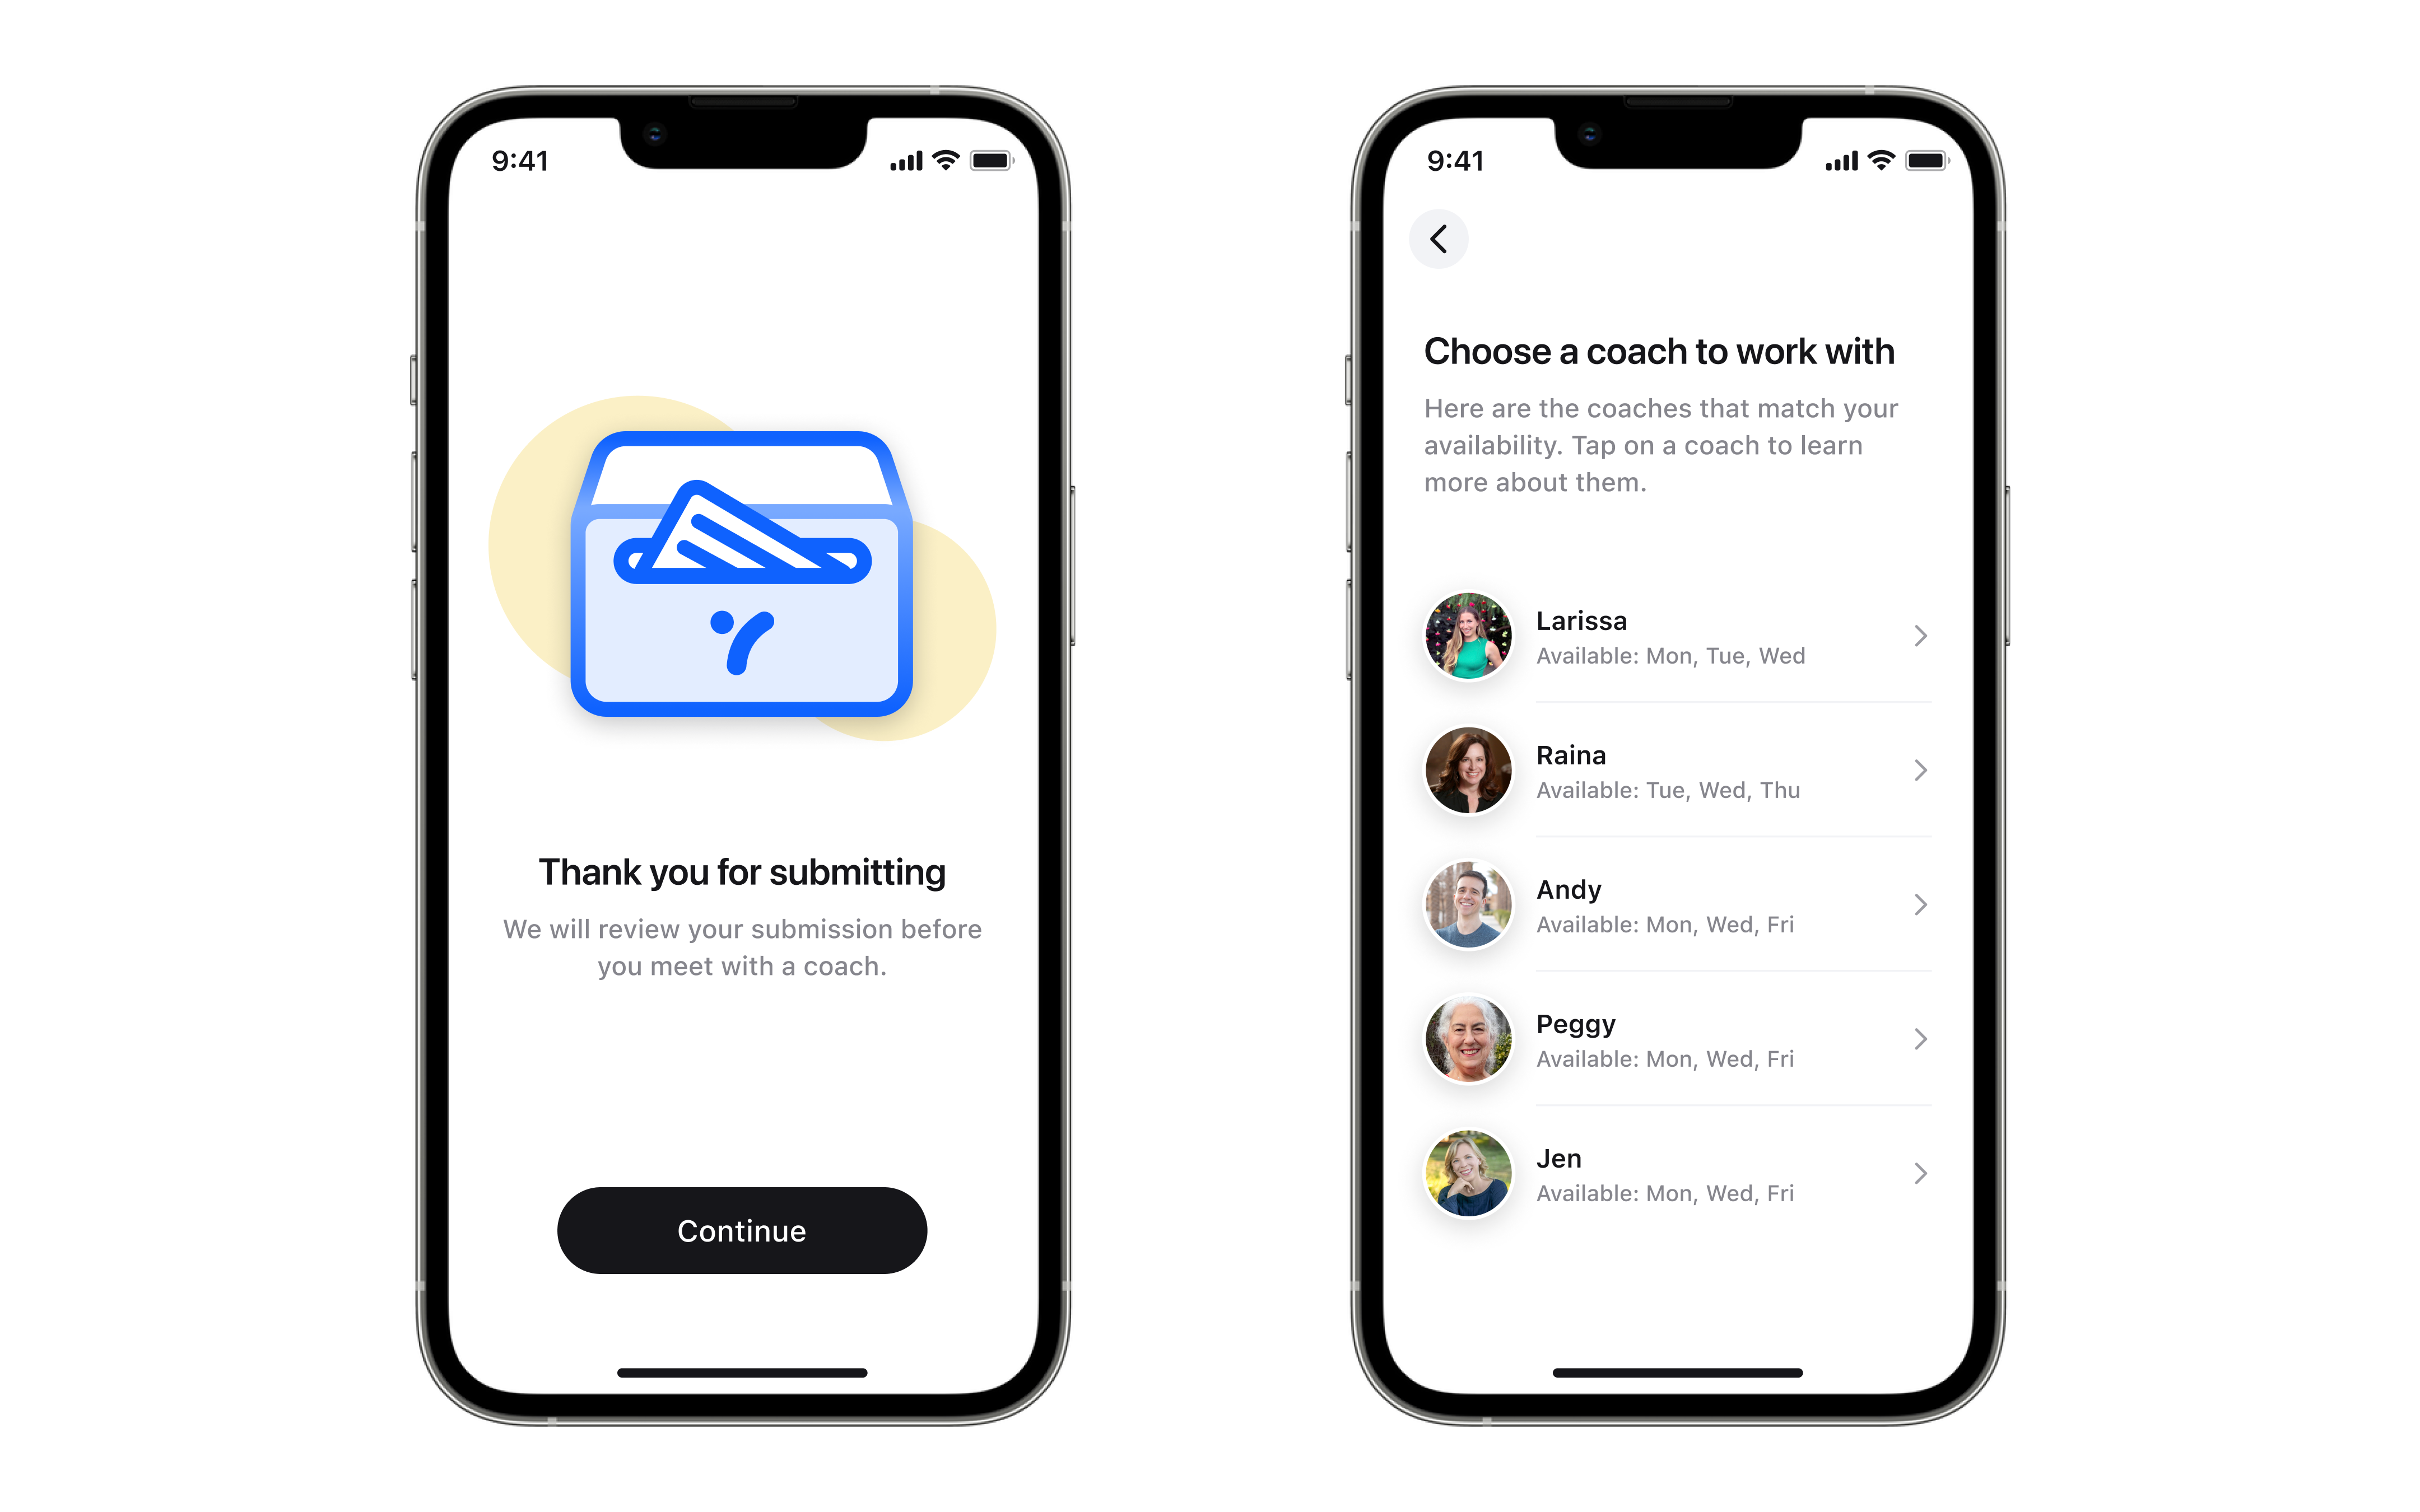 9:41
Thank you for submitting
We will review your submission before
you meet with a coach.
Continue
9:41
Choose a coach to work with
Here are the coaches that match your
availability. Tap on a coach to learn
more about them.
Larissa
Available: Mon, Tue, Wed
Raina
Available: Tue, Wed, Thu
Andy
Available: Mon, Wed, Fri
Peggy
Available: Mon, Wed, Fri
Jen
Available: Mon, Wed, Fri